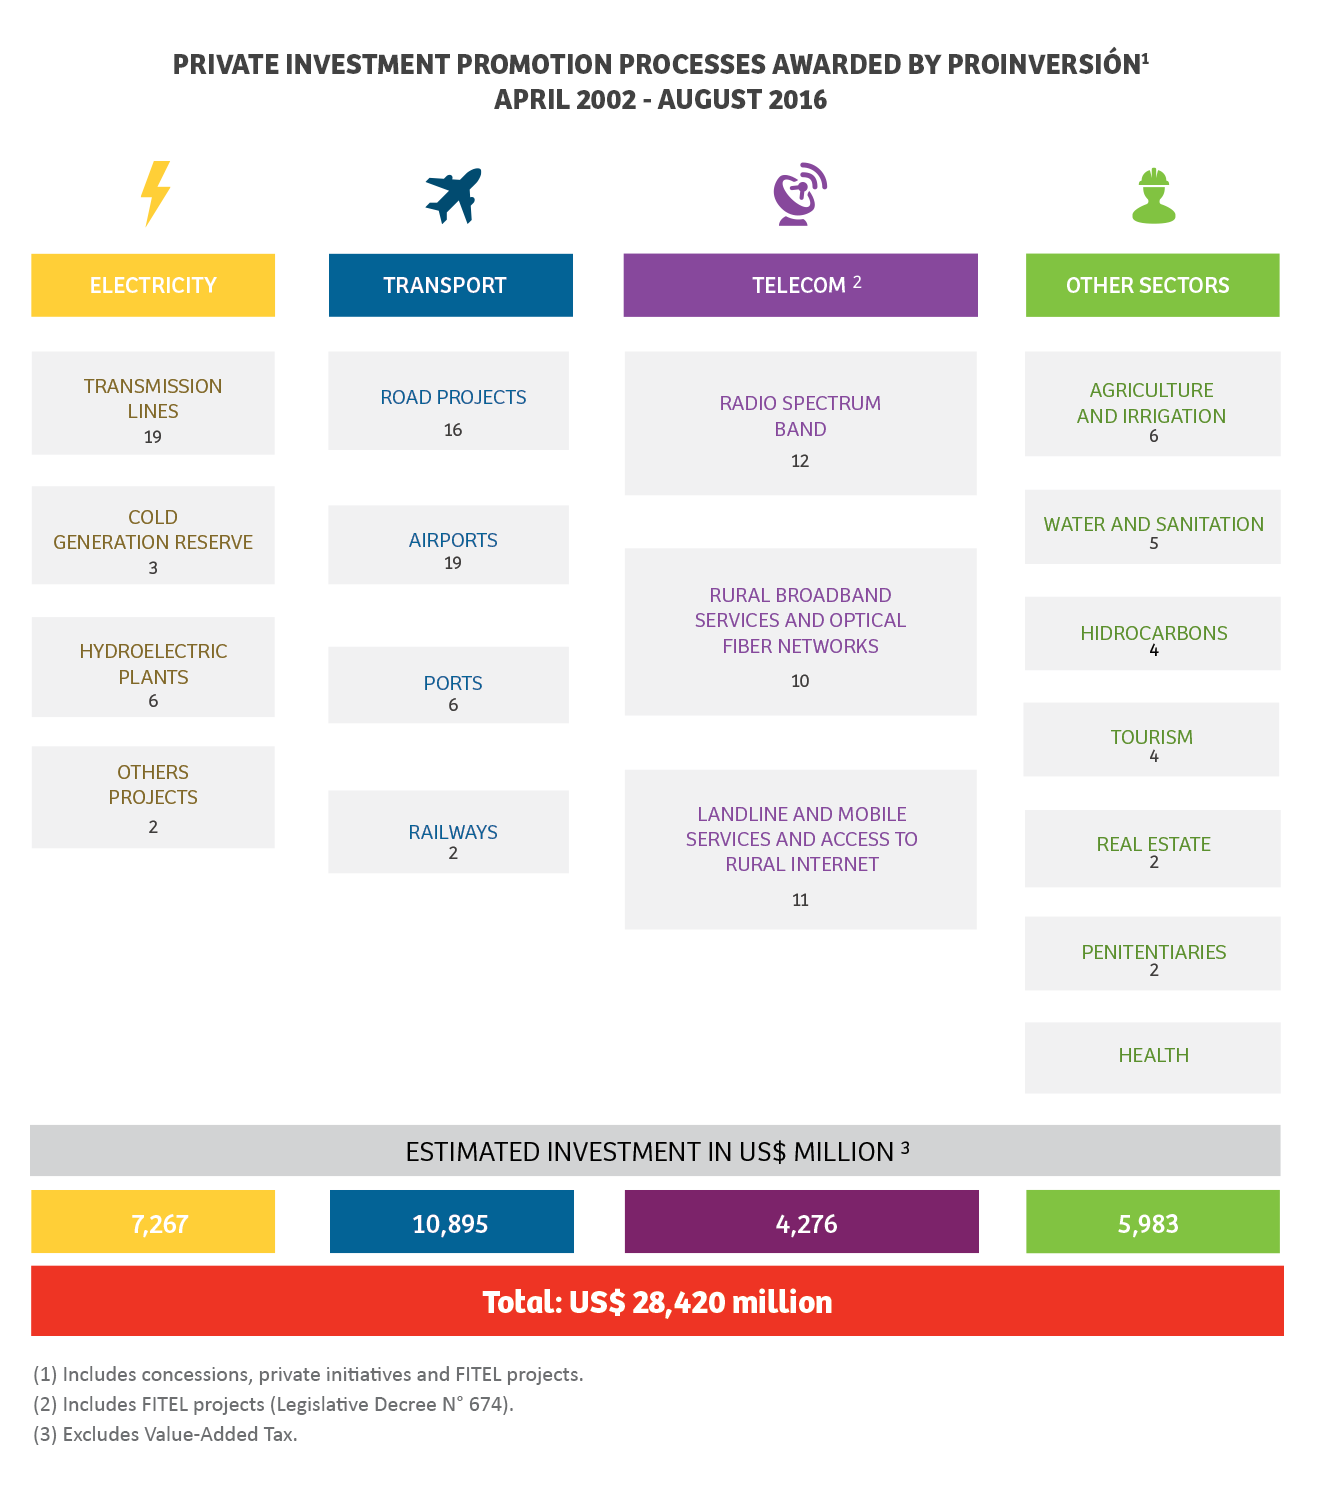 PRIVATE INVESTMENT PROMOTION PROCESSES AWARDED BY PROINVERSIÓN¹
APRIL 2002 - AUGUST 2016
ELECTRICITY
TRANSMISSION
LINES
19
COLD
GENERATION RESERVE
3
HYDROELECTRIC
PLANTS
6
OTHERS
PROJECTS
2
TRANSPORT
ROAD PROJECTS
16
AIRPORTS
19
PORTS
6
RAILWAYS
2
TELECOM ²
RADIO SPECTRUM
BAND
12
RURAL BROADBAND
SERVICES AND OPTICAL
FIBER NETWORKS
10
LANDLINE AND MOBILE
SERVICES AND ACCESS TO
RURAL INTERNET
11
OTHER SECTORS
AGRICULTURE
AND IRRIGATION
6
WATER AND SANITATION
5
HIDROCARBONS
4
TOURISM
4
REAL ESTATE
2
PENITENTIARIES
2
HEALTH
ESTIMATED INVESTMENT IN US$ MILLION ³
7,267
10,895
4,276
5,983
Total: US$ 28,420 million
(1) Includes concessions, private initiatives and FITEL projects.
(2) Includes FITEL projects (Legislative Decree N° 674).
(3) Excludes Value-Added Tax.